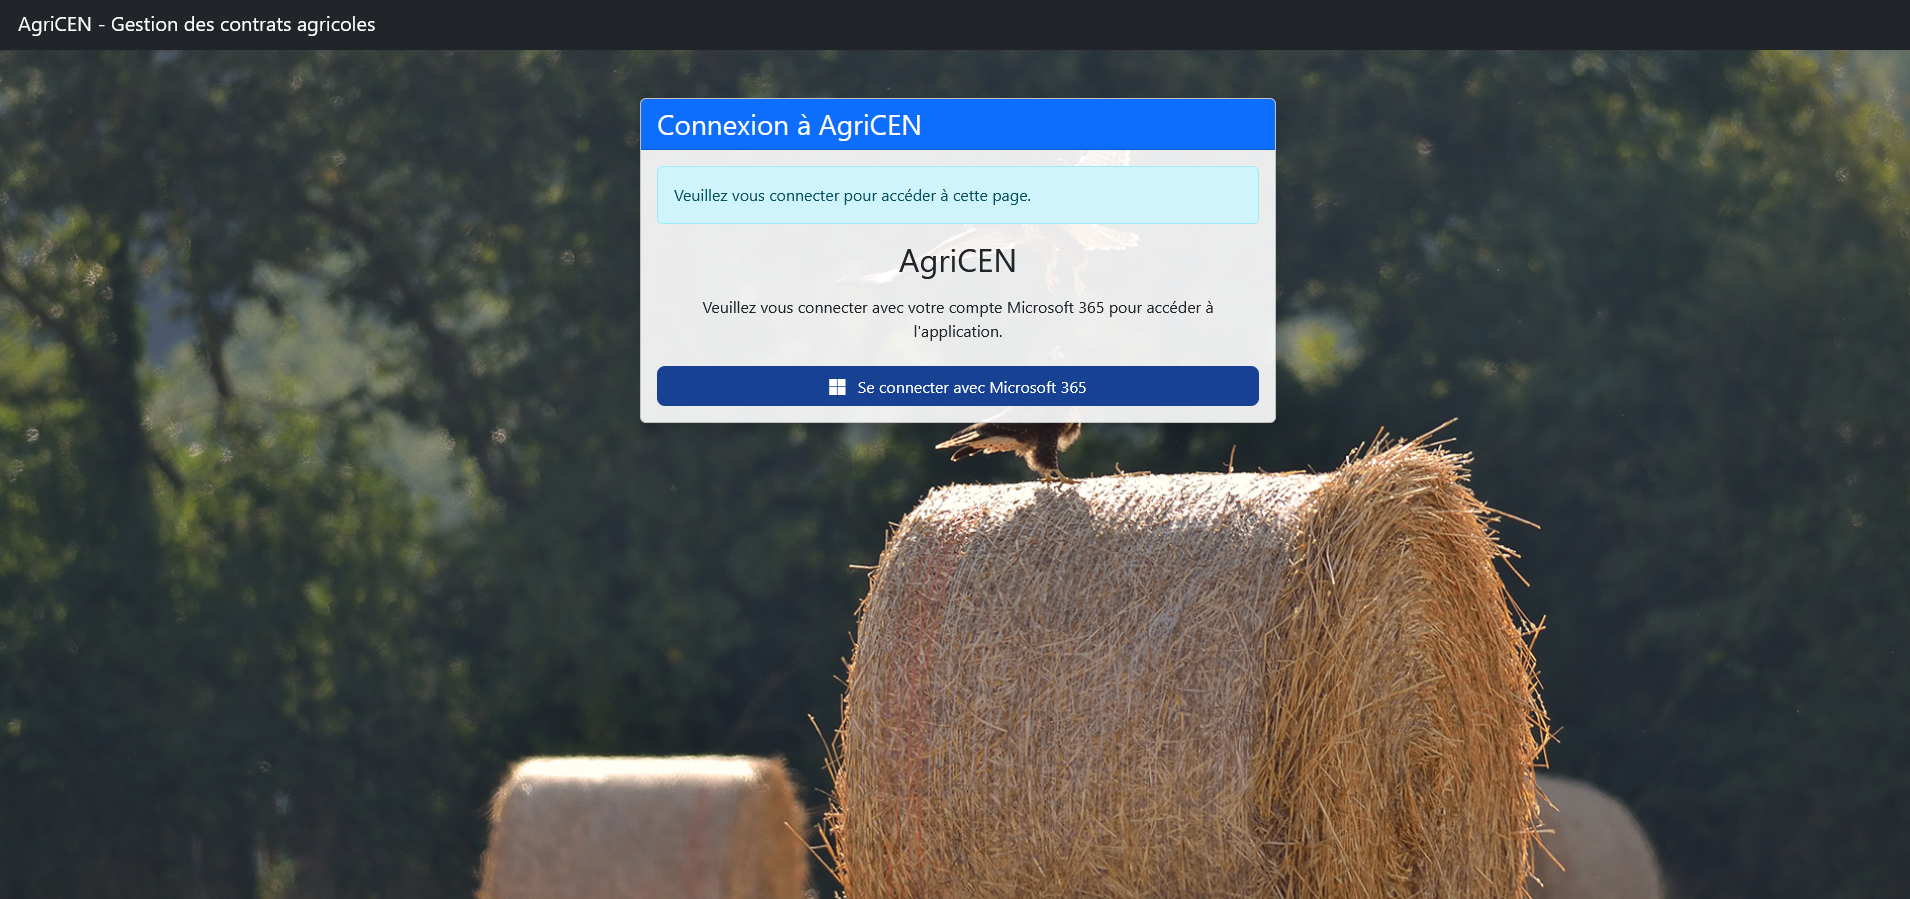 AgriCEN - Gestion des contrats agricoles
Connexion à AgriCEN
Veuillez vous connecter pour accéder à cette page.
AgriCEN
Veuillez vous connecter avec votre compte Microsoft 365 pour accéder à
l'application.
Se connecter avec Microsoft 365